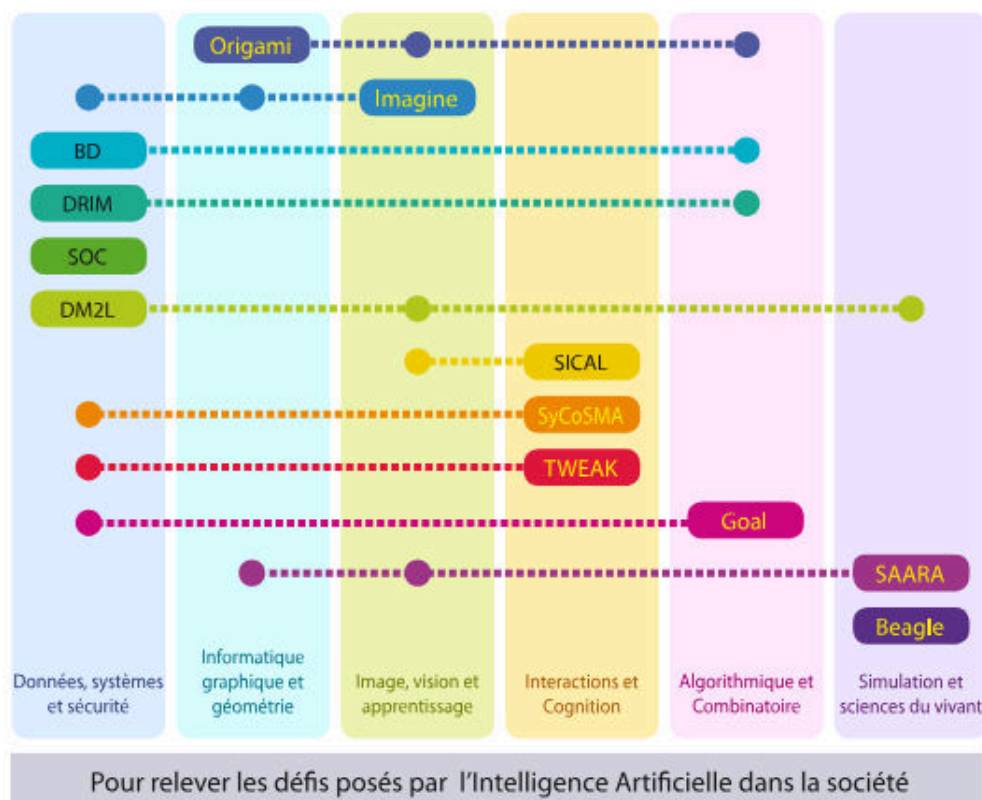 Origami
Imagine
BD
DRIM
SOC
DM2L
SICAL
SyCoSMA
TWEAK
Goal
SAARA
Beagle
Données, systèmes
et sécurité
Informatique
graphique et
géométrie
Image, vision et
apprentissage
Interactions et
Cognition
Algorithmique et
Combinatoire
Simulation et
sciences du vivant
Pour relever les défis posés par l'Intelligence Artificielle dans la société